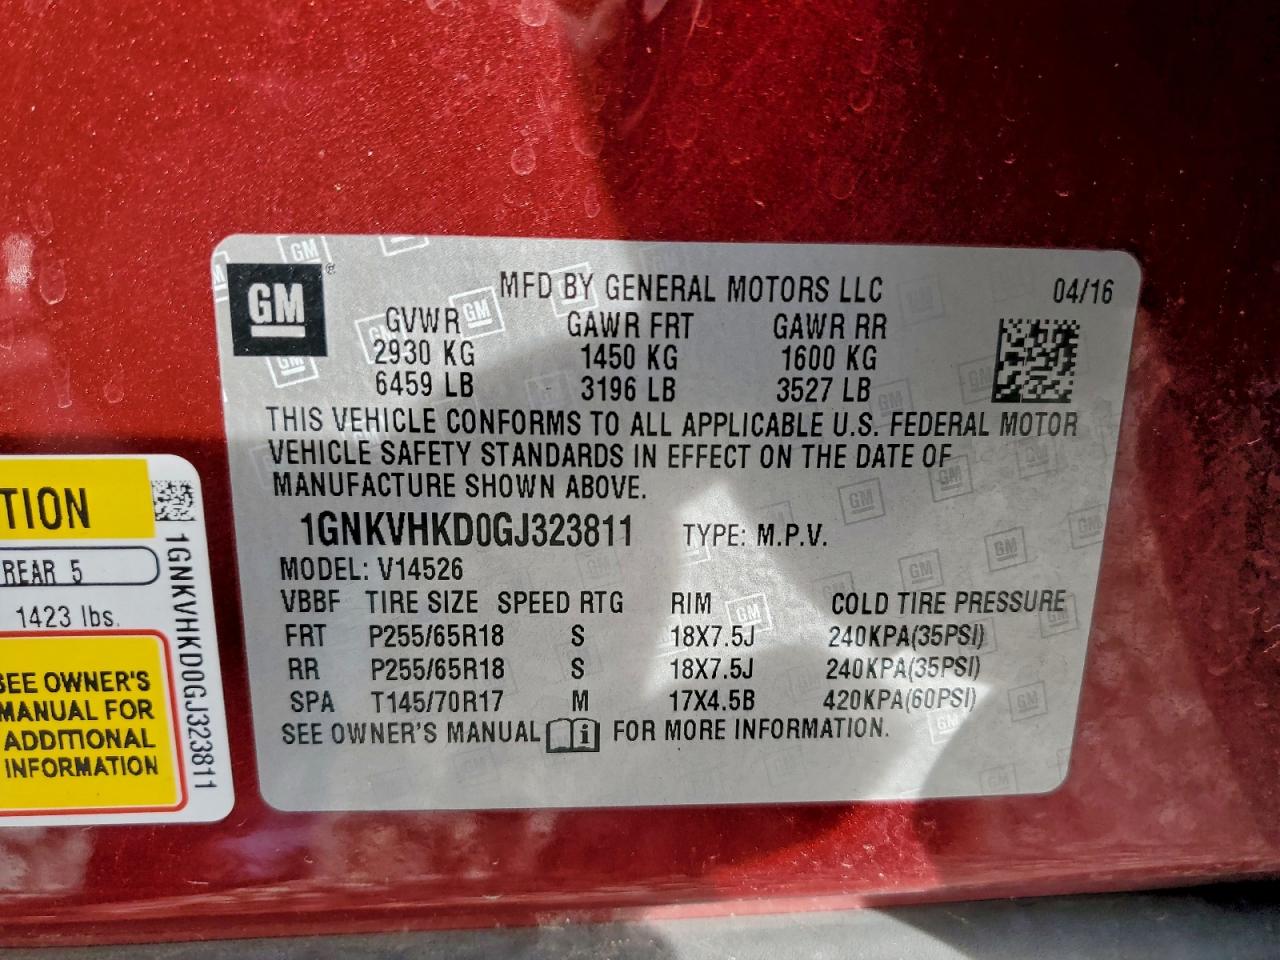 GM
®
MFD BY GENERAL MOTORS LLC 04/16
GVWR GAWR FRT GAWR RR
2930 KG 1450 KG 1600 KG
6459 LB 3196 LB 3527 LB
THIS VEHICLE CONFORMS TO ALL APPLICABLE U.S. FEDERAL MOTOR
VEHICLE SAFETY STANDARDS IN EFFECT ON THE DATE OF
MANUFACTURE SHOWN ABOVE.
1GNKVHKD0GJ323811 TYPE: M.P.V.
MODEL: V14526
VBBF TIRE SIZE SPEED RTG RIM COLD TIRE PRESSURE
FRT P255/65R18 S 18X7.5J 240KPA(35PSI)
RR P255/65R18 S 18X7.5J 240KPA(35PSI)
SPA T145/70R17 M 17X4.5B 420KPA(60PSI)
SEE OWNER'S MANUAL i FOR MORE INFORMATION.
TION
REAR 5
1423 lbs.
SEE OWNER'S
MANUAL FOR
ADDITIONAL
INFORMATION
1GNKVHKD0GJ323811